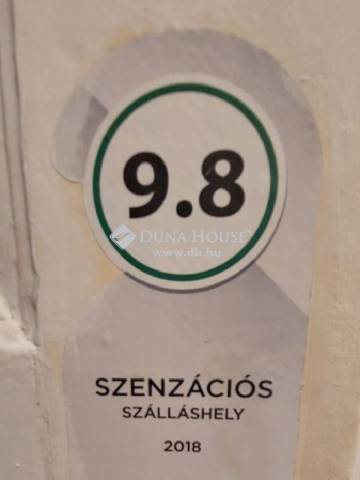 9.8
DUNA HOUSE
www.dh.hu
SZENZÁCIÓS
SZÁLLÁSHELY
2018